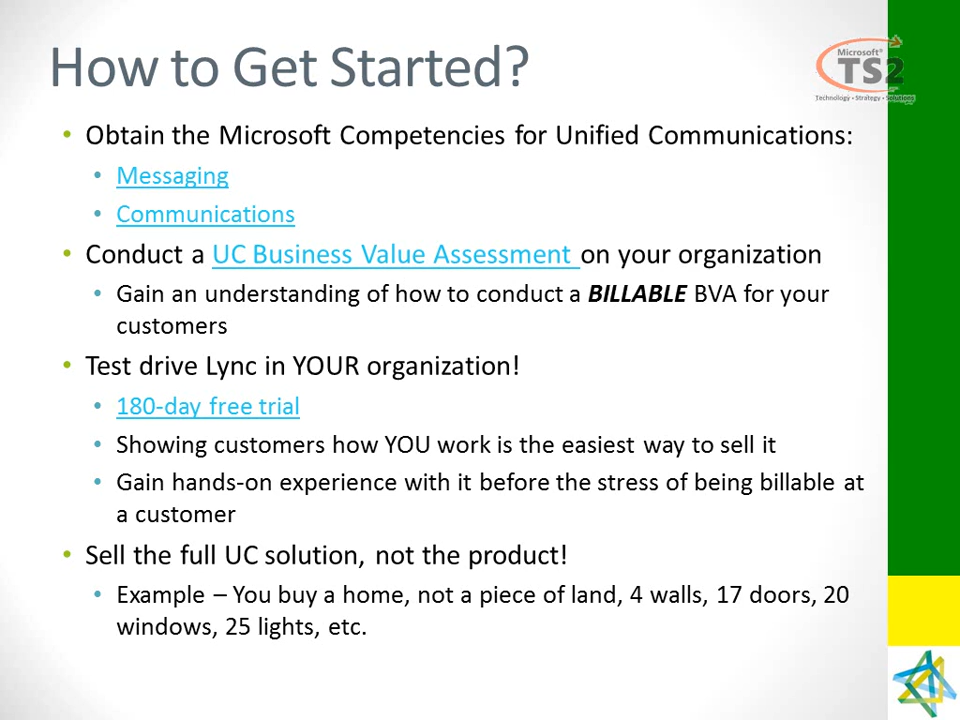 How to Get Started?
Microsoft®
TS2
Technology • Strategy • Solutions
• Obtain the Microsoft Competencies for Unified Communications:
• Messaging
• Communications
• Conduct a UC Business Value Assessment on your organization
• Gain an understanding of how to conduct a BILLABLE BVA for your
customers
• Test drive Lync in YOUR organization!
• 180-day free trial
• Showing customers how YOU work is the easiest way to sell it
• Gain hands-on experience with it before the stress of being billable at
a customer
• Sell the full UC solution, not the product!
• Example – You buy a home, not a piece of land, 4 walls, 17 doors, 20
windows, 25 lights, etc.